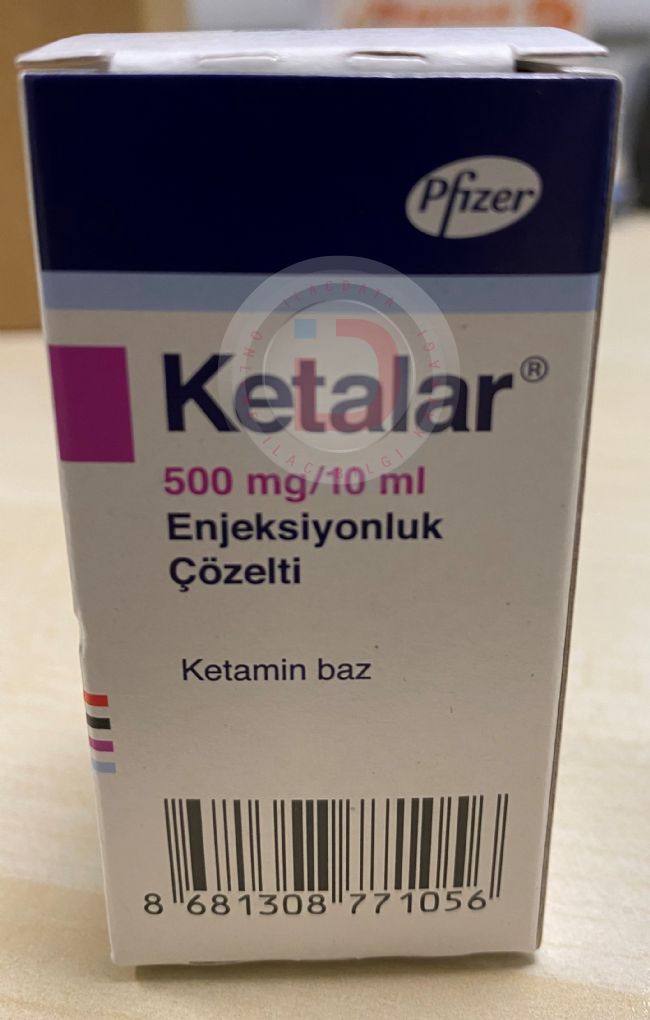 Pfizer
Ketalar®
500 mg/10 ml
Enjeksiyonluk
Çözelti
Ketamin baz
8 681308 771056